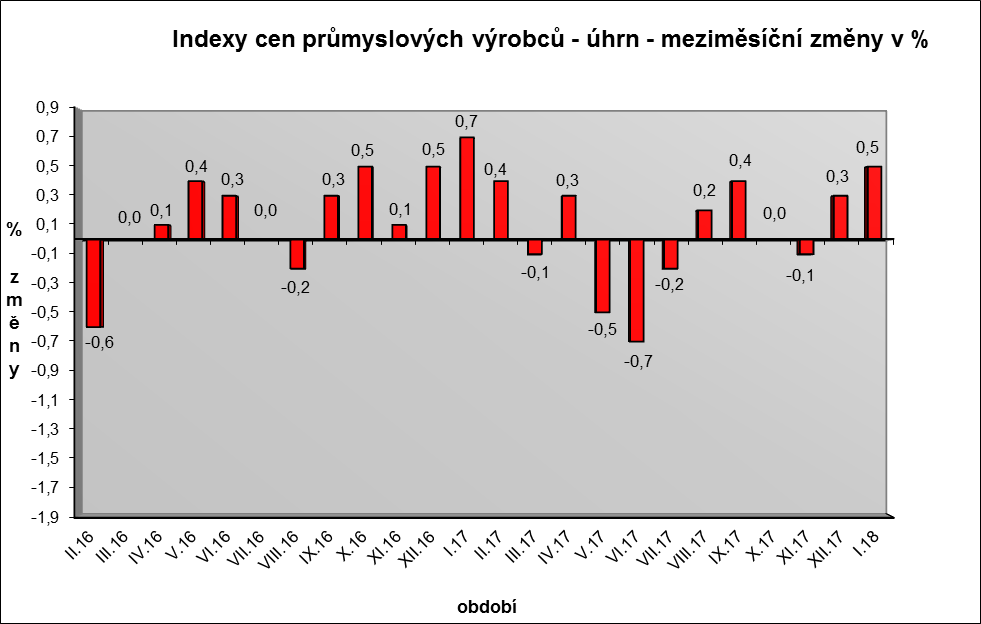 Indexy cen průmyslových výrobců - úhrn - meziměsíční změny v %
0,9
0,7
0,5
0,3
0,1
-0,1
-0,3
-0,5
-0,7
-0,9
-1,1
-1,3
-1,5
-1,7
-1,9
% změny
-0,6
0,0
0,1
0,4
0,3
0,0
-0,2
0,3
0,5
0,1
0,5
0,7
0,4
-0,1
0,3
-0,5
-0,7
-0,2
0,2
0,4
0,0
-0,1
0,3
0,5
II.16
III.16
IV.16
V.16
VI.16
VII.16
VIII.16
IX.16
X.16
XI.16
XII.16
I.17
II.17
III.17
IV.17
V.17
VI.17
VII.17
VIII.17
IX.17
X.17
XI.17
XII.17
I.18
období